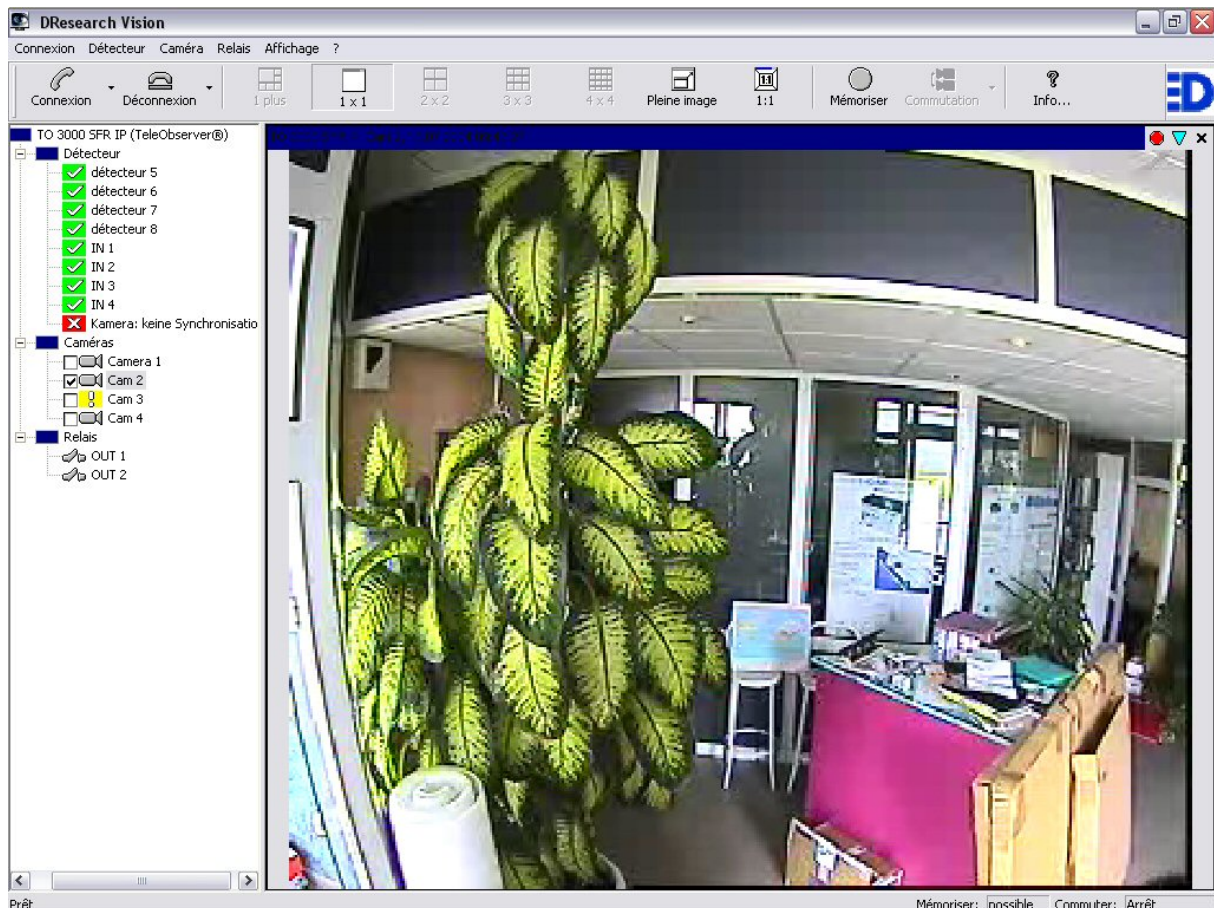 DResearch Vision
Connexion Détecteur Caméra Relais Affichage ?
Connexion Déconnexion 1 plus 1 x 1 2 x 2 3 x 3 4 x 4 Pleine image 1:1 Mémoriser Commutation Info...
TO 3000 SFR IP (TeleObserver®)
Détecteur
détecteur 5
détecteur 6
détecteur 7
détecteur 8
IN 1
IN 2
IN 3
IN 4
Kamera: keine Synchronisatio
Caméras
Camera 1
Cam 2
Cam 3
Cam 4
Relais
OUT 1
OUT 2
Prêt Mémoriser: possible Commuter: Arrêt